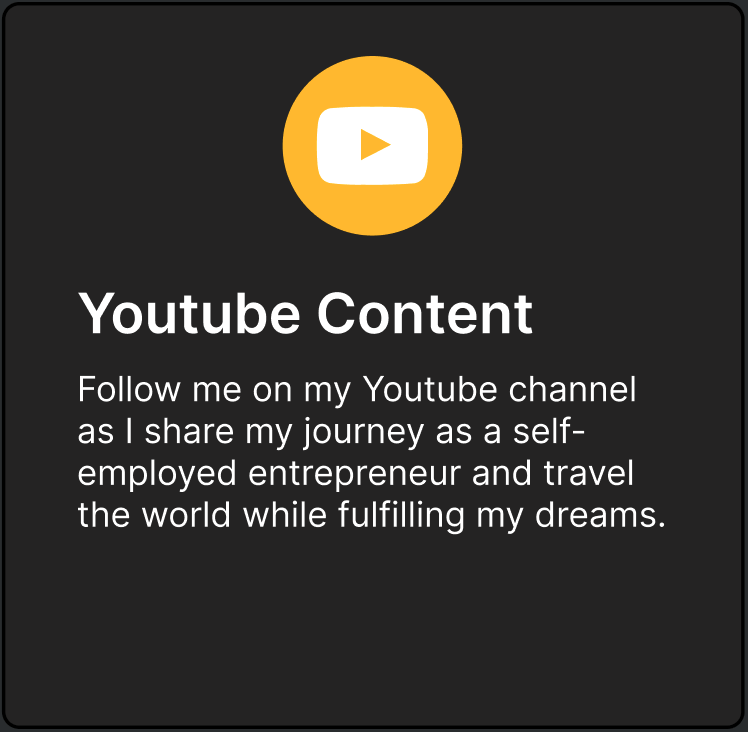 Youtube Content
Follow me on my Youtube channel
as I share my journey as a self-
employed entrepreneur and travel
the world while fulfilling my dreams.